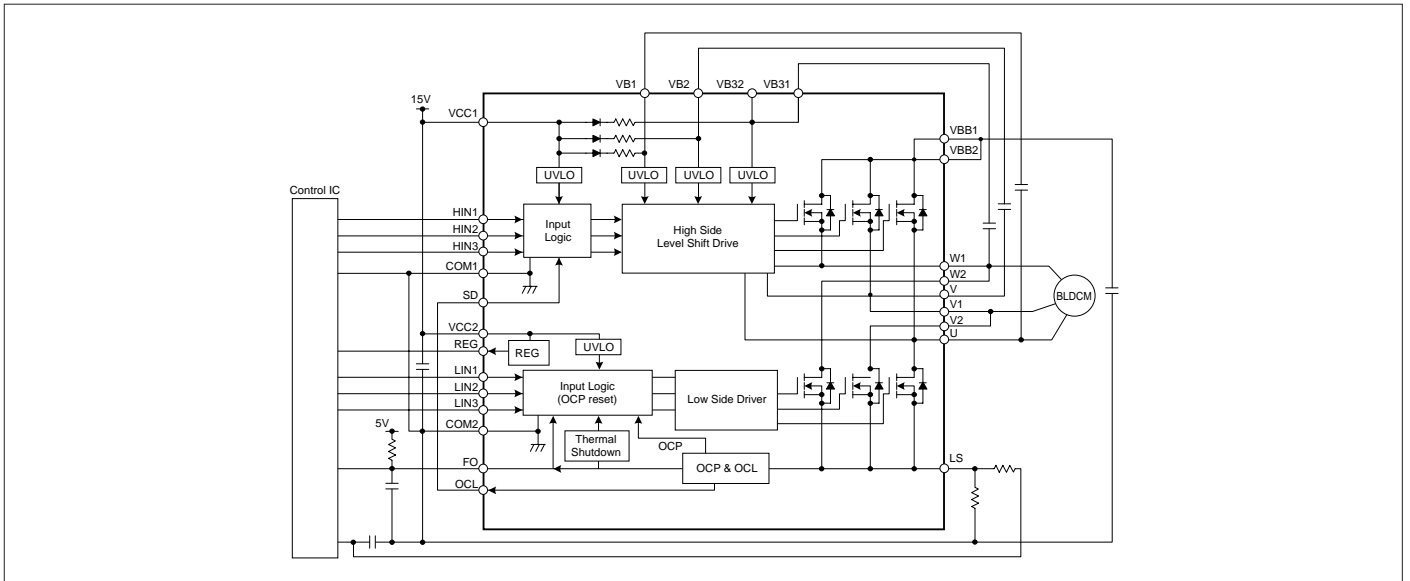 VB1
VB2
VB32
VB31
15V
VCC1
VBB1
VBB2
UVLO
UVLO
UVLO
UVLO
Control IC
HIN1
HIN2
HIN3
COM1
SD
Input
Logic
High Side
Level Shift Drive
W1
W2
V
V1
V2
U
BLDCM
VCC2
REG
REG
UVLO
LIN1
LIN2
LIN3
COM2
Input Logic
(OCP reset)
Low Side Driver
5V
Thermal
Shutdown
OCP
OCP & OCL
FO
OCL
LS